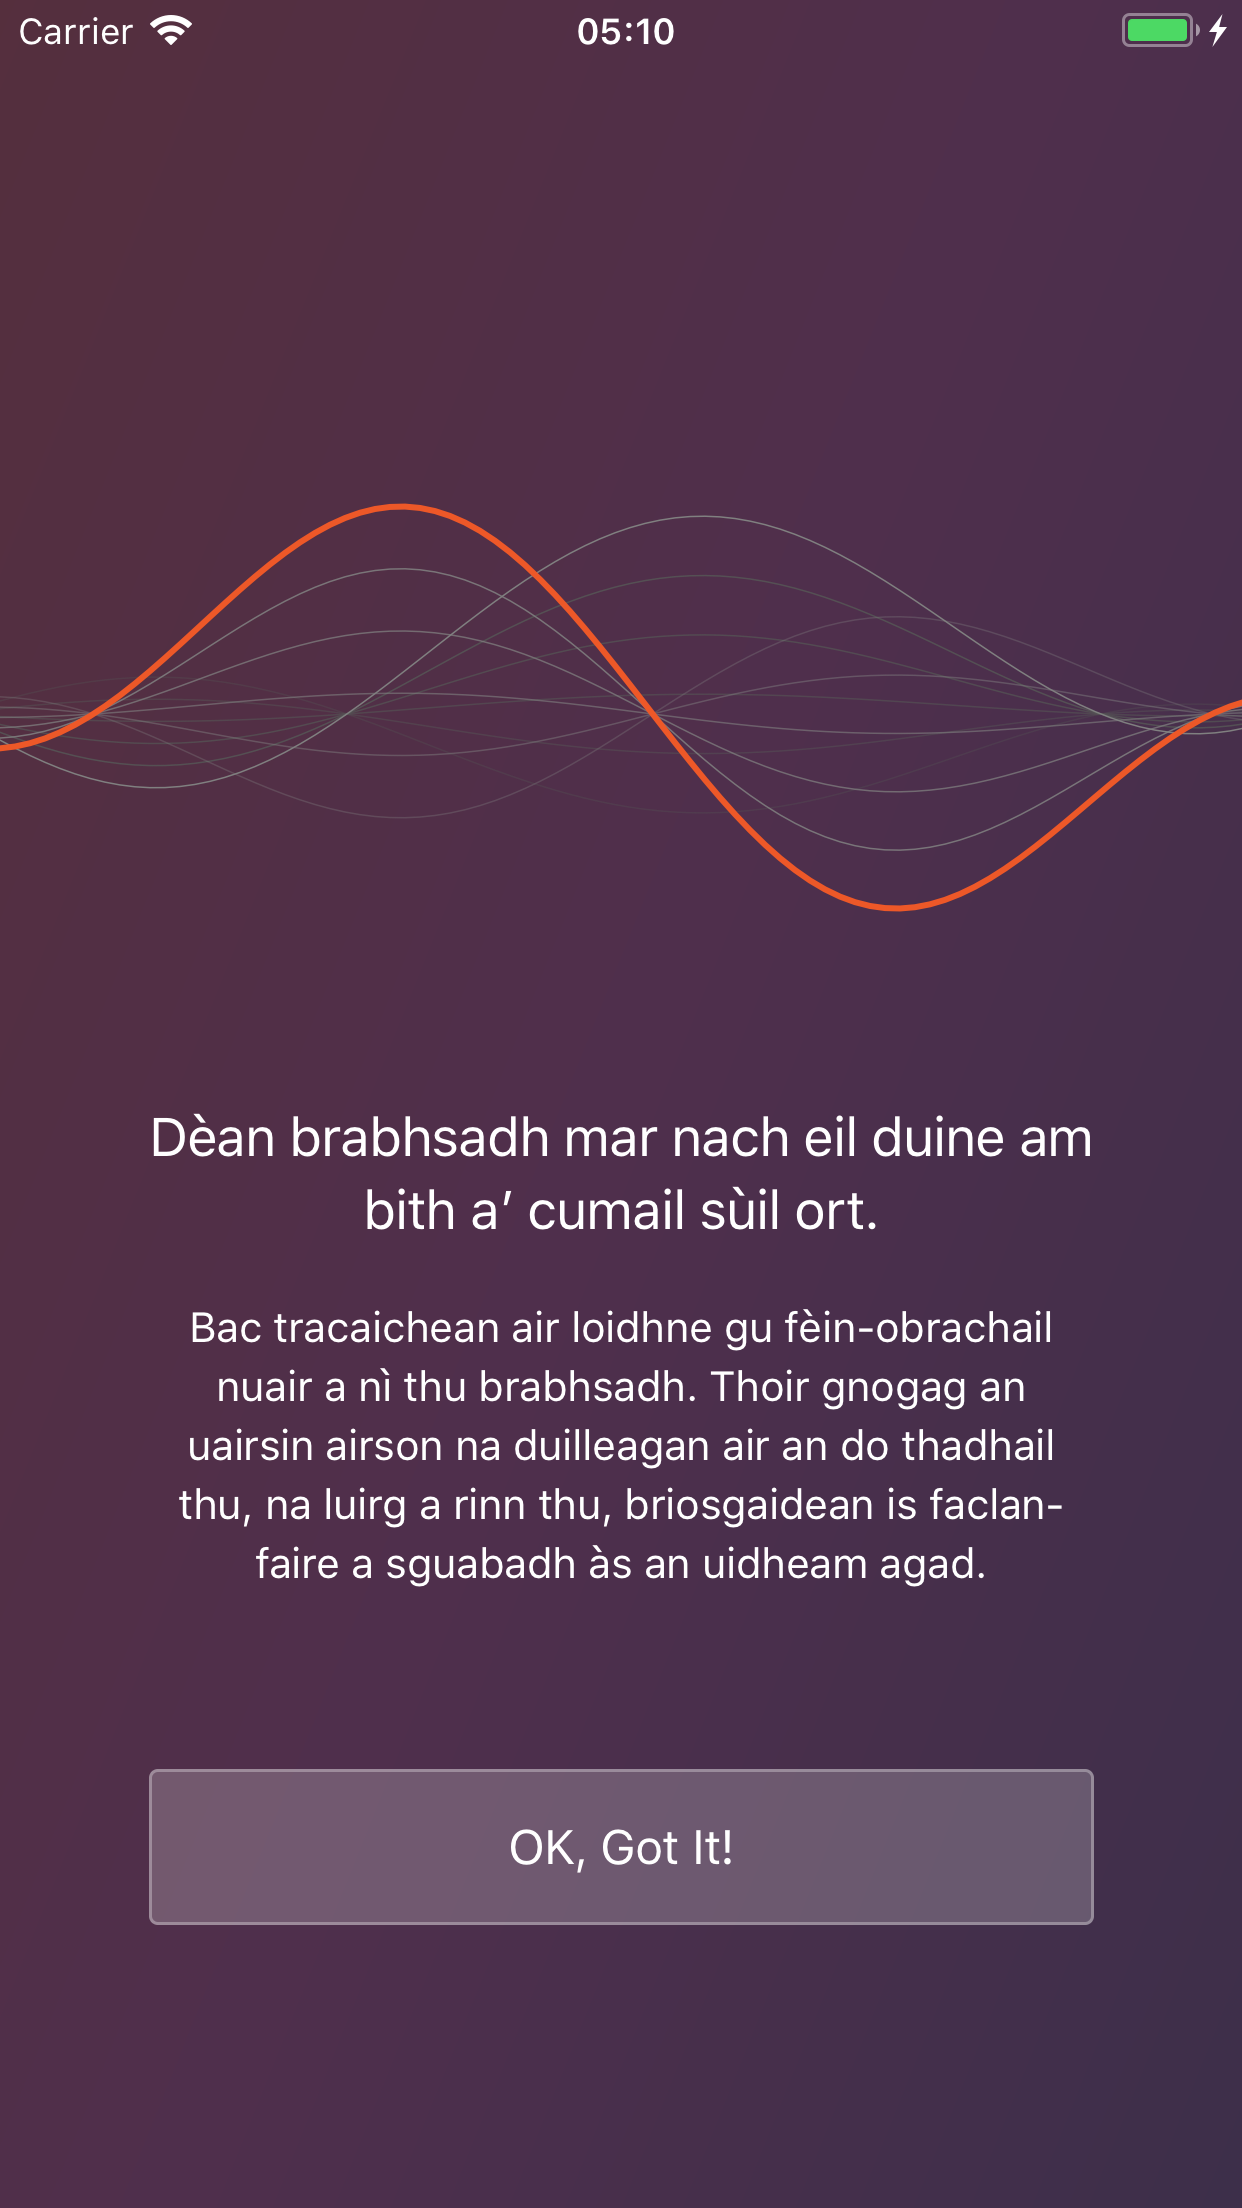 Carrier
05:10
Dèan brabhsadh mar nach eil duine am
bith a’ cumail sùil ort.
Bac tracaichean air loidhne gu fèin-obrachail
nuair a nì thu brabhsadh. Thoir gnogag an
uairsin airson na duilleagan air an do thadhail
thu, na luirg a rinn thu, briosgaidean is faclan-
faire a sguabadh às an uidheam agad.
OK, Got It!